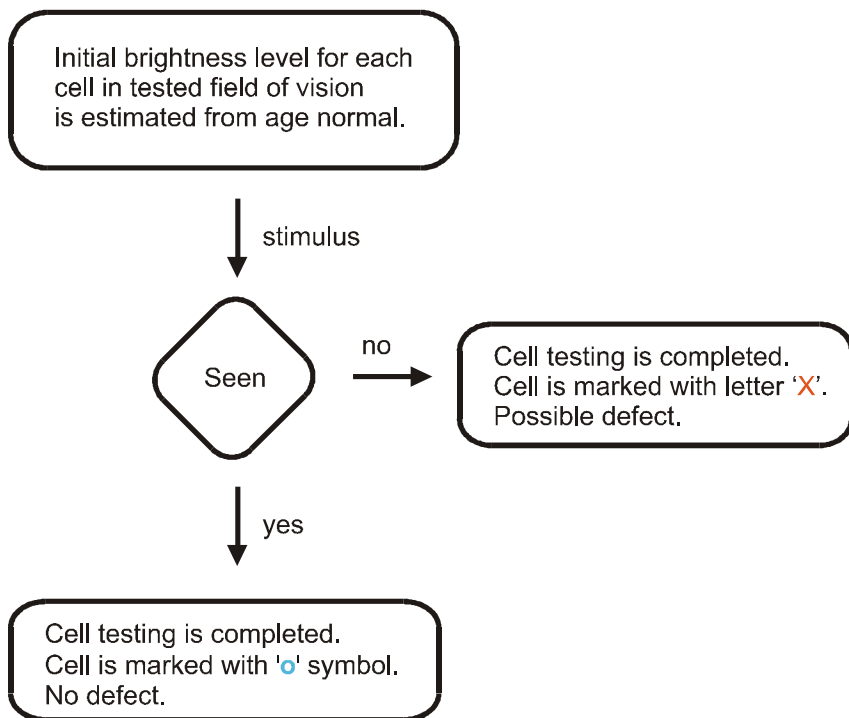 Initial brightness level for each
cell in tested field of vision
is estimated from age normal.
stimulus
Seen
no
Cell testing is completed.
Cell is marked with letter ‘X’.
Possible defect.
yes
Cell testing is completed.
Cell is marked with 'o' symbol.
No defect.